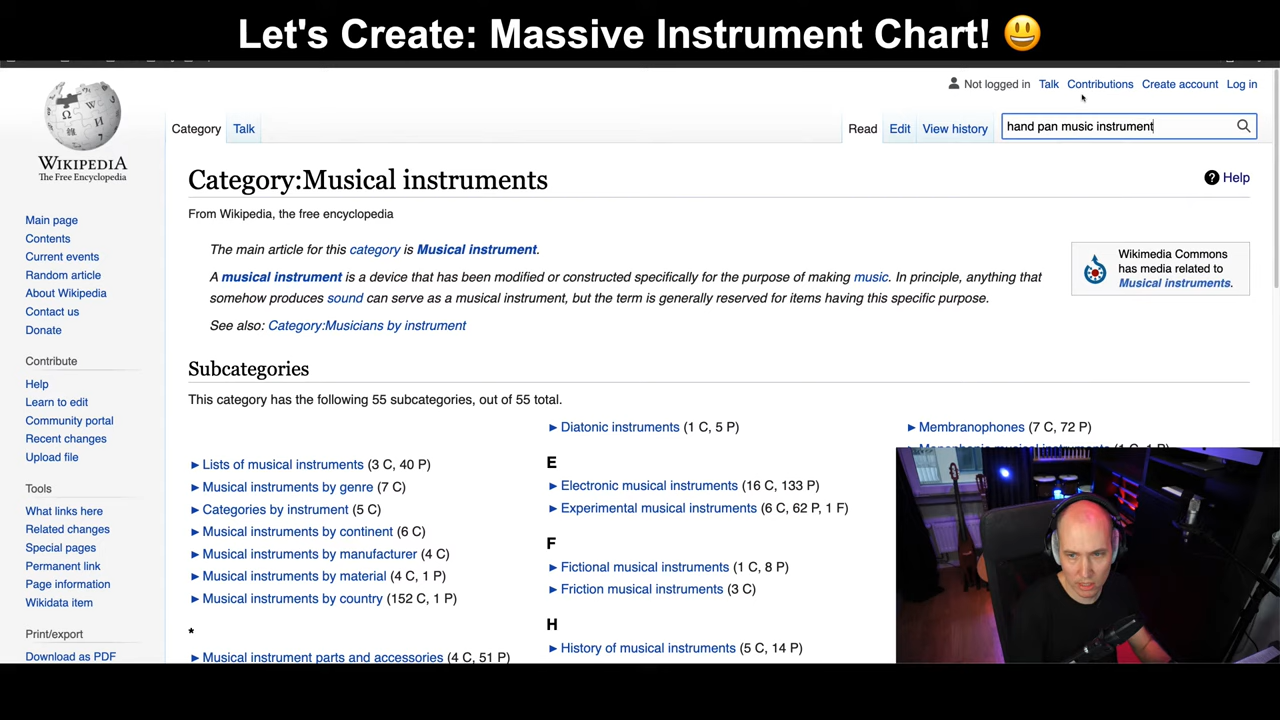 Let's Create: Massive Instrument Chart! 😃
Not logged in Talk Contributions Create account Log in
Category Talk Read Edit View history hand pan music instrument
WIKIPEDIA
The Free Encyclopedia
Main page
Contents
Current events
Random article
About Wikipedia
Contact us
Donate
Contribute
Help
Learn to edit
Community portal
Recent changes
Upload file
Tools
What links here
Related changes
Special pages
Permanent link
Page information
Wikidata item
Print/export
Download as PDF
Category:Musical instruments
Help
From Wikipedia, the free encyclopedia
The main article for this category is Musical instrument.
A musical instrument is a device that has been modified or constructed specifically for the purpose of making music. In principle, anything that
somehow produces sound can serve as a musical instrument, but the term is generally reserved for items having this specific purpose.
See also: Category:Musicians by instrument
Wikimedia Commons
has media related to
Musical instruments.
Subcategories
This category has the following 55 subcategories, out of 55 total.
► Lists of musical instruments (3 C, 40 P)
► Musical instruments by genre (7 C)
► Categories by instrument (5 C)
► Musical instruments by continent (6 C)
► Musical instruments by manufacturer (4 C)
► Musical instruments by material (4 C, 1 P)
► Musical instruments by country (152 C, 1 P)
*
► Musical instrument parts and accessories (4 C, 51 P)
► Diatonic instruments (1 C, 5 P)
E
► Electronic musical instruments (16 C, 133 P)
► Experimental musical instruments (6 C, 62 P, 1 F)
F
► Fictional musical instruments (1 C, 8 P)
► Friction musical instruments (3 C)
H
► History of musical instruments (5 C, 14 P)
► Membranophones (7 C, 72 P)